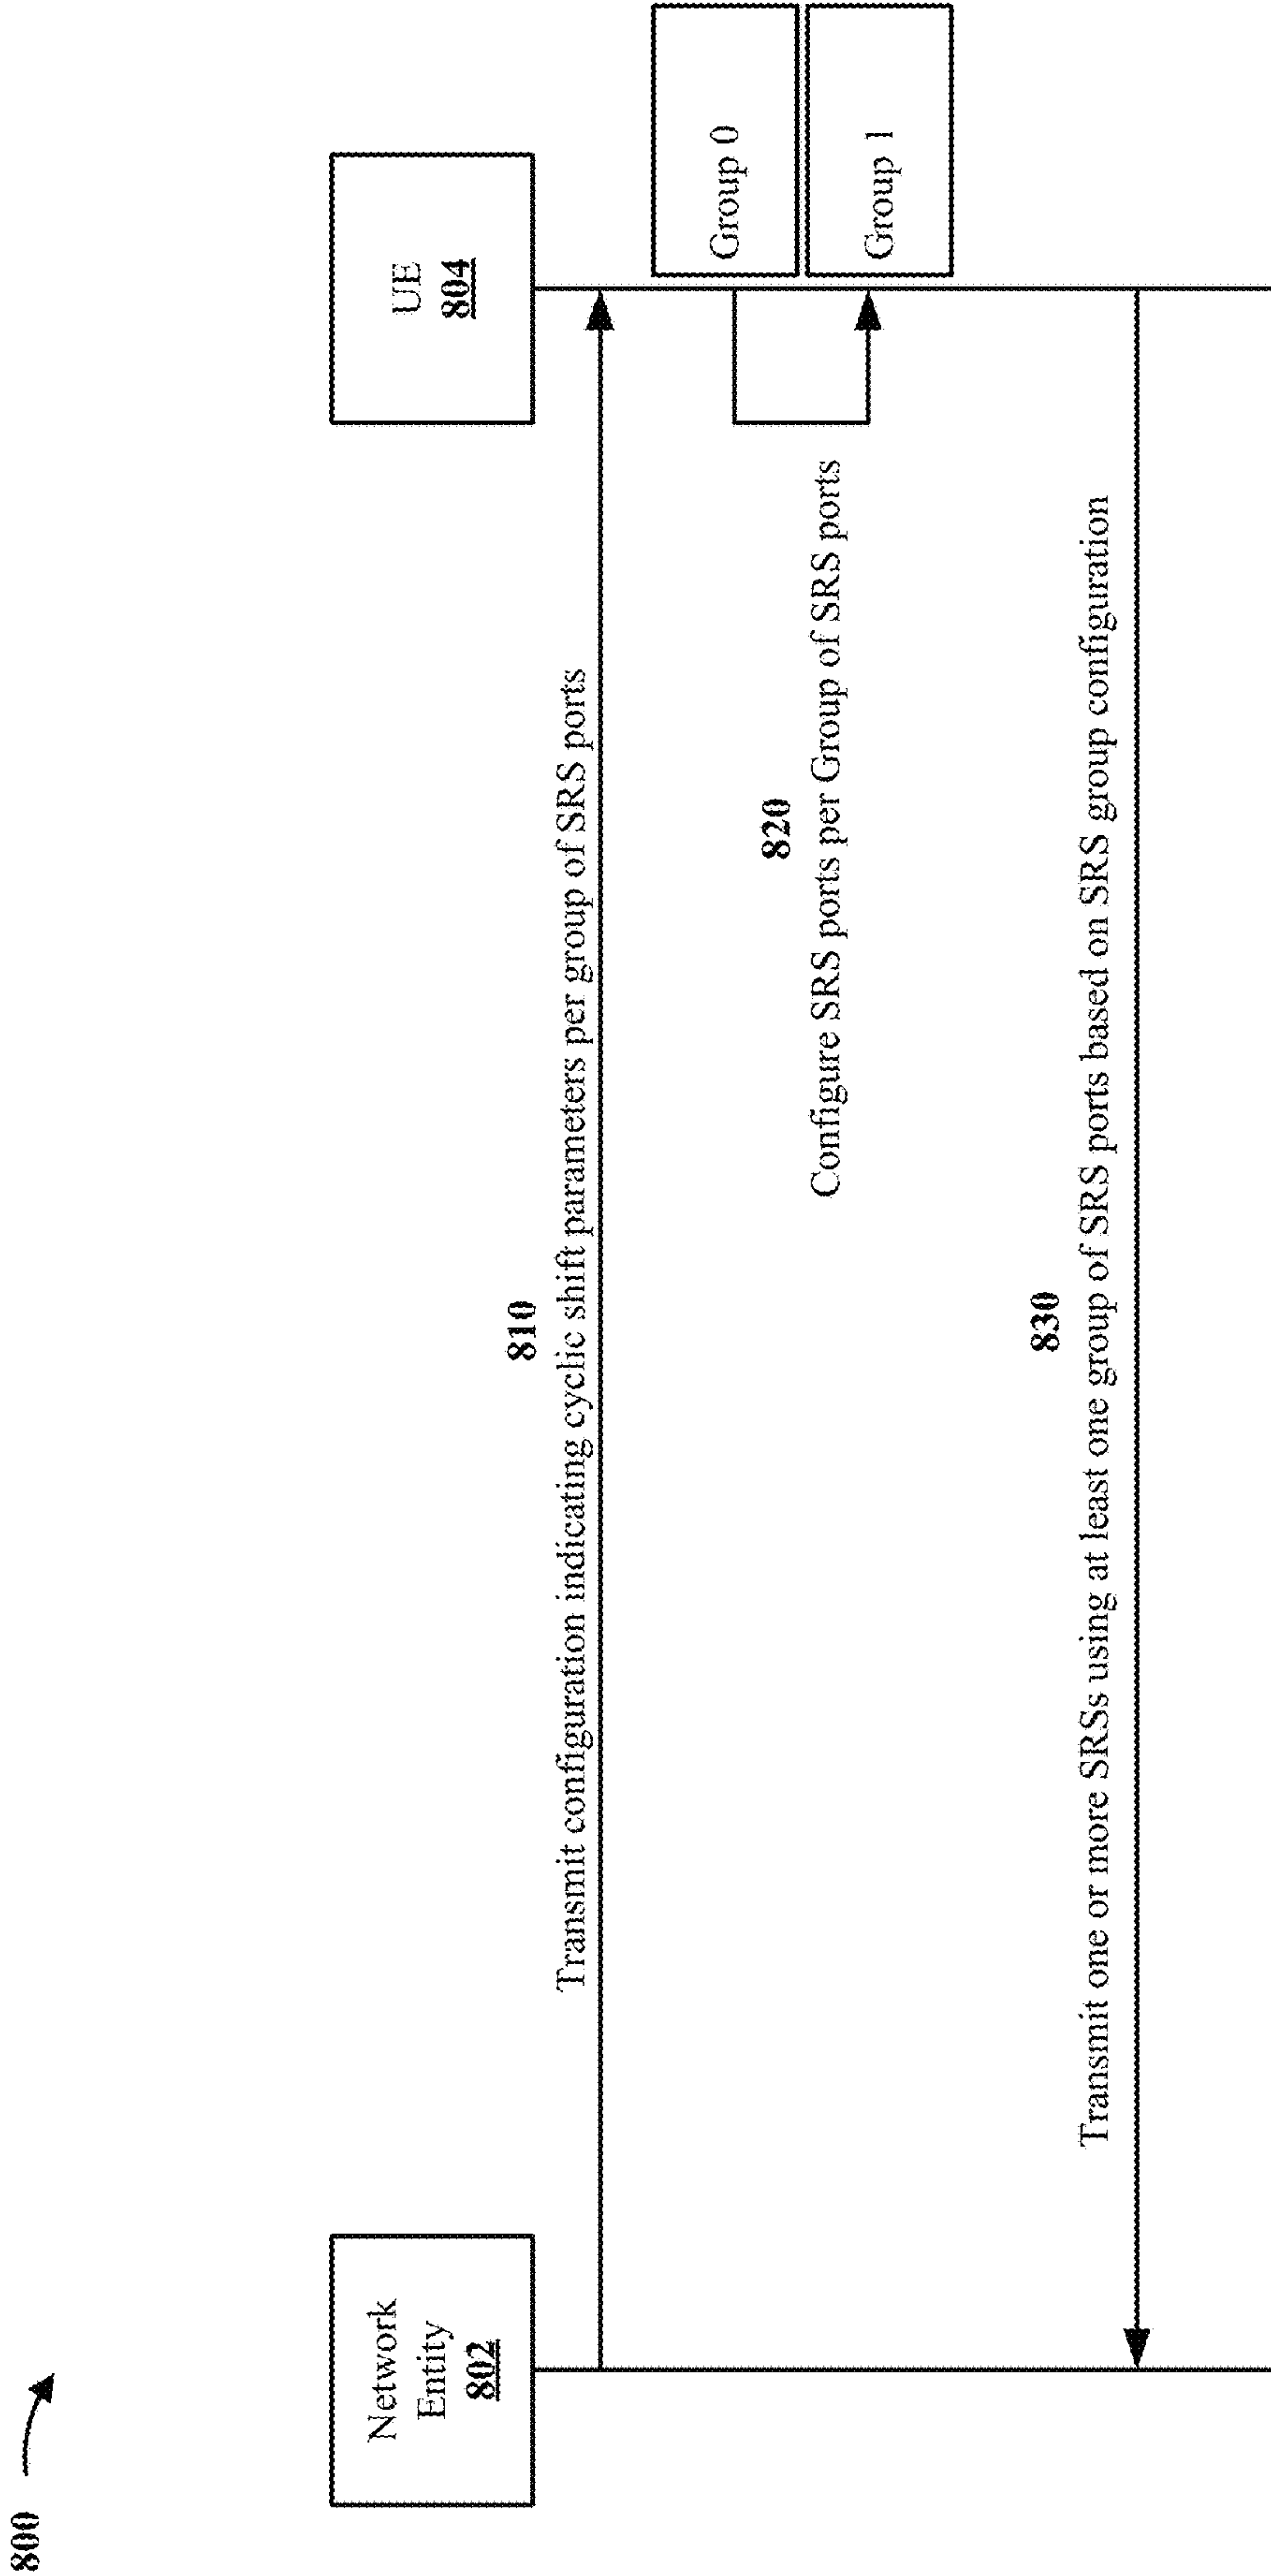 800
Network
Entity
802
UE
804
810
Transmit configuration indicating cyclic shift parameters per group of SRS ports
Group 0
Group 1
820
Configure SRS ports per Group of SRS ports
830
Transmit one or more SRSs using at least one group of SRS ports based on SRS group configuration